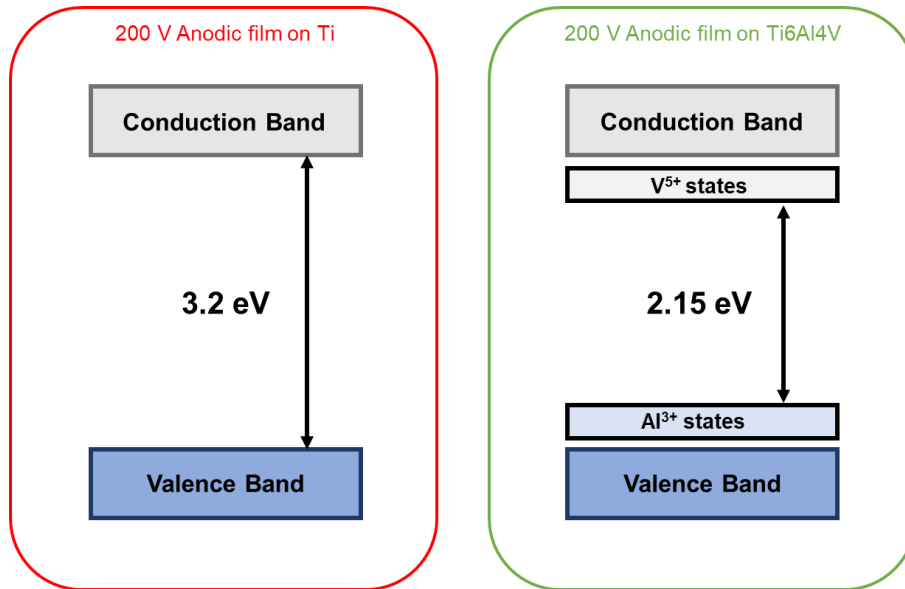 200 V Anodic film on Ti
Conduction Band
3.2 eV
Valence Band
200 V Anodic film on Ti6Al4V
Conduction Band
V⁵⁺ states
2.15 eV
Al³⁺ states
Valence Band